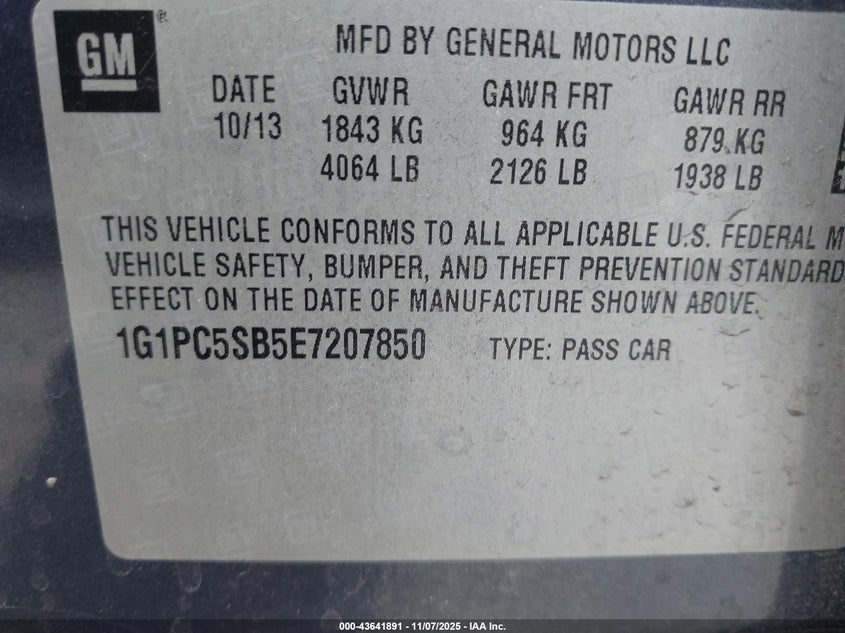 GM ®
MFD BY GENERAL MOTORS LLC
DATE GVWR GAWR FRT GAWR RR
10/13 1843 KG 964 KG 879 KG
4064 LB 2126 LB 1938 LB
THIS VEHICLE CONFORMS TO ALL APPLICABLE U.S. FEDERAL M
VEHICLE SAFETY, BUMPER, AND THEFT PREVENTION STANDARD
EFFECT ON THE DATE OF MANUFACTURE SHOWN ABOVE.
1G1PC5SB5E7207850 TYPE: PASS CAR
000-43641891 - 11/07/2025 - IAA Inc.